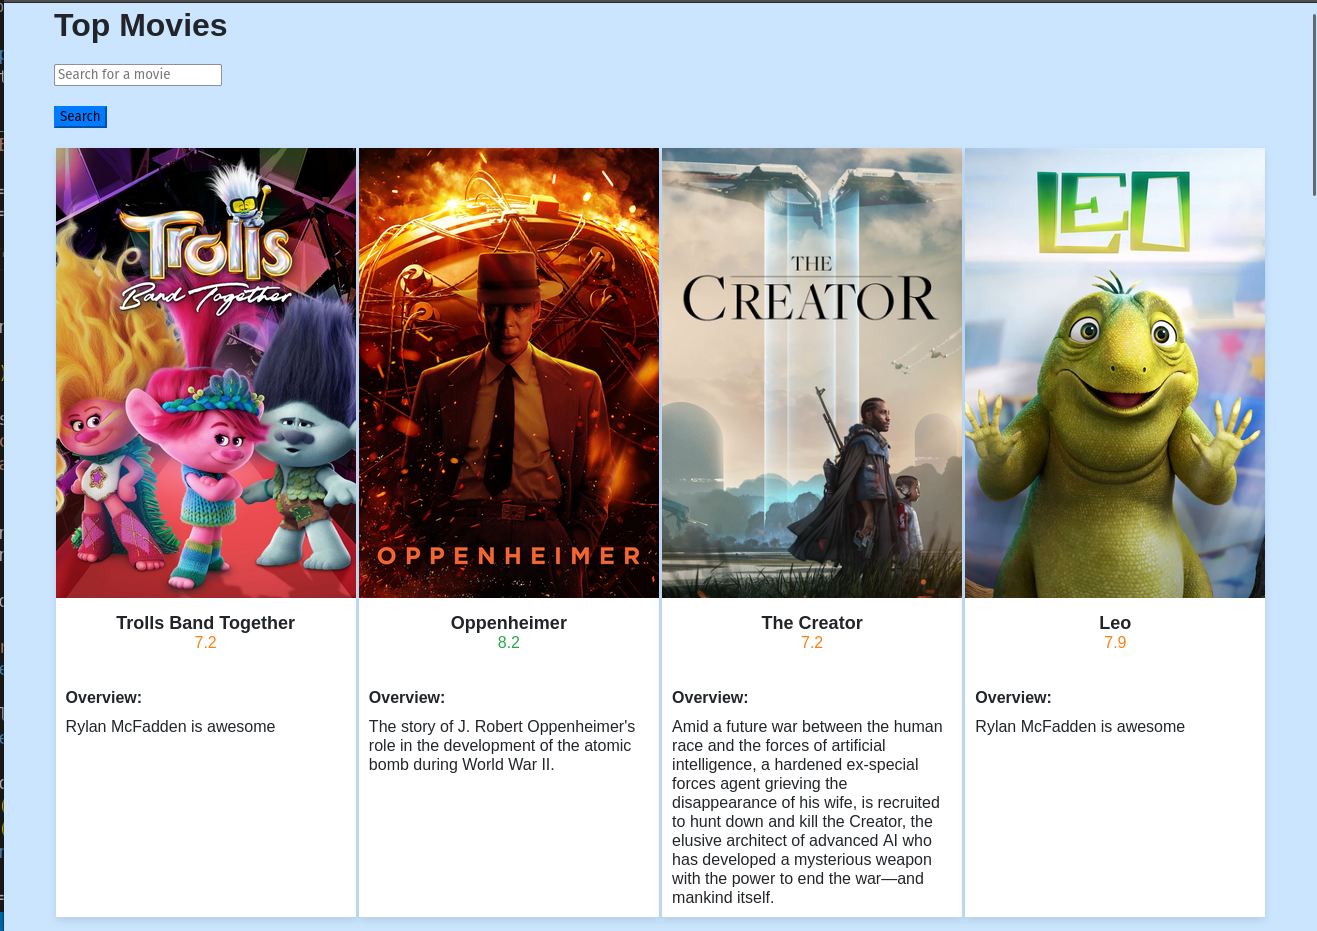 Top Movies
Search for a movie
Search
Trolls
Band Together
OPPENHEIMER
THE
CREATOR
LEO
Trolls Band Together
7.2
Overview:
Rylan McFadden is awesome
Oppenheimer
8.2
Overview:
The story of J. Robert Oppenheimer's
role in the development of the atomic
bomb during World War II.
The Creator
7.2
Overview:
Amid a future war between the human
race and the forces of artificial
intelligence, a hardened ex-special
forces agent grieving the
disappearance of his wife, is recruited
to hunt down and kill the Creator, the
elusive architect of advanced AI who
has developed a mysterious weapon
with the power to end the war—and
mankind itself.
Leo
7.9
Overview:
Rylan McFadden is awesome